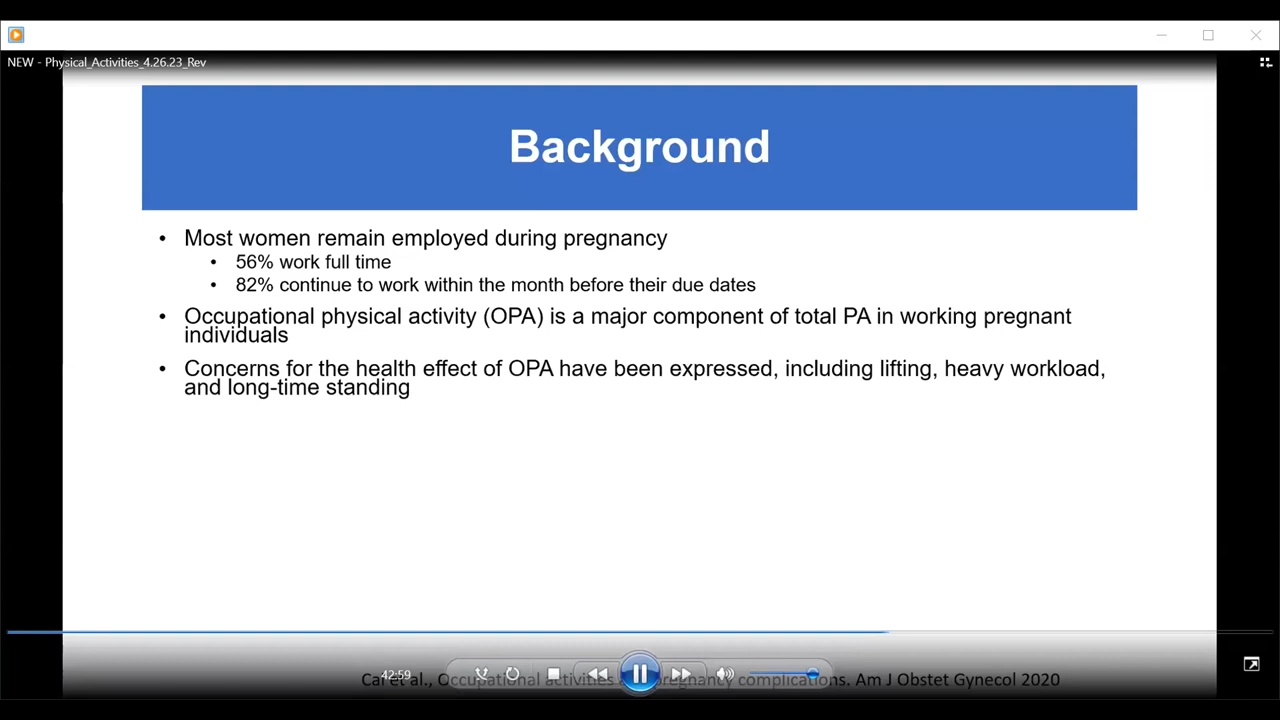 NEW - Physical_Activities_4.26.23_Rev
Background
• Most women remain employed during pregnancy
• 56% work full time
• 82% continue to work within the month before their due dates
• Occupational physical activity (OPA) is a major component of total PA in working pregnant
individuals
• Concerns for the health effect of OPA have been expressed, including lifting, heavy workload,
and long-time standing
42:59
et al., Occupational activities pregnancy complications. Am J Obstet Gynecol 2020